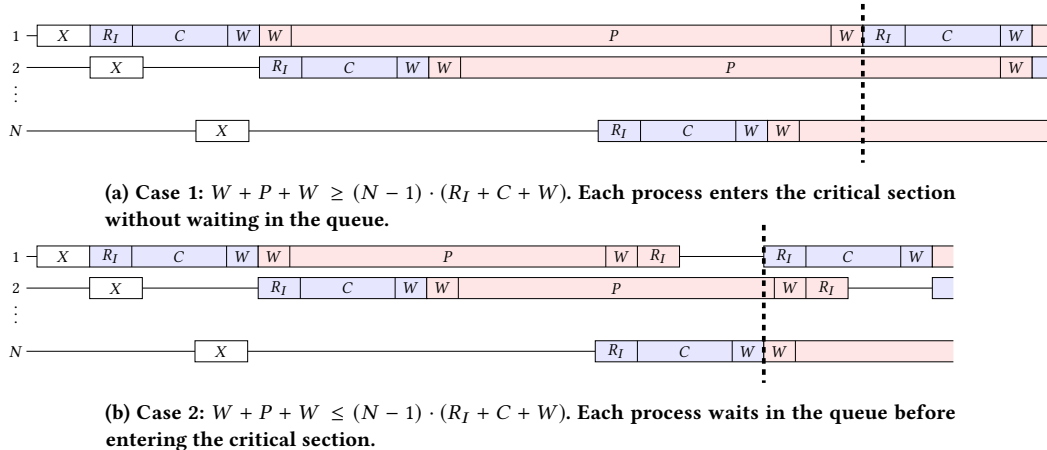 1 X R_I C W W P W R_I C W
2 X R_I C W W P W
⋮
N X R_I C W W
(a) Case 1: W + P + W ≥ (N − 1) · (R_I + C + W). Each process enters the critical section
without waiting in the queue.
1 X R_I C W W P W R_I R_I C W
2 X R_I C W W P W R_I
⋮
N X R_I C W W
(b) Case 2: W + P + W ≤ (N − 1) · (R_I + C + W). Each process waits in the queue before
entering the critical section.